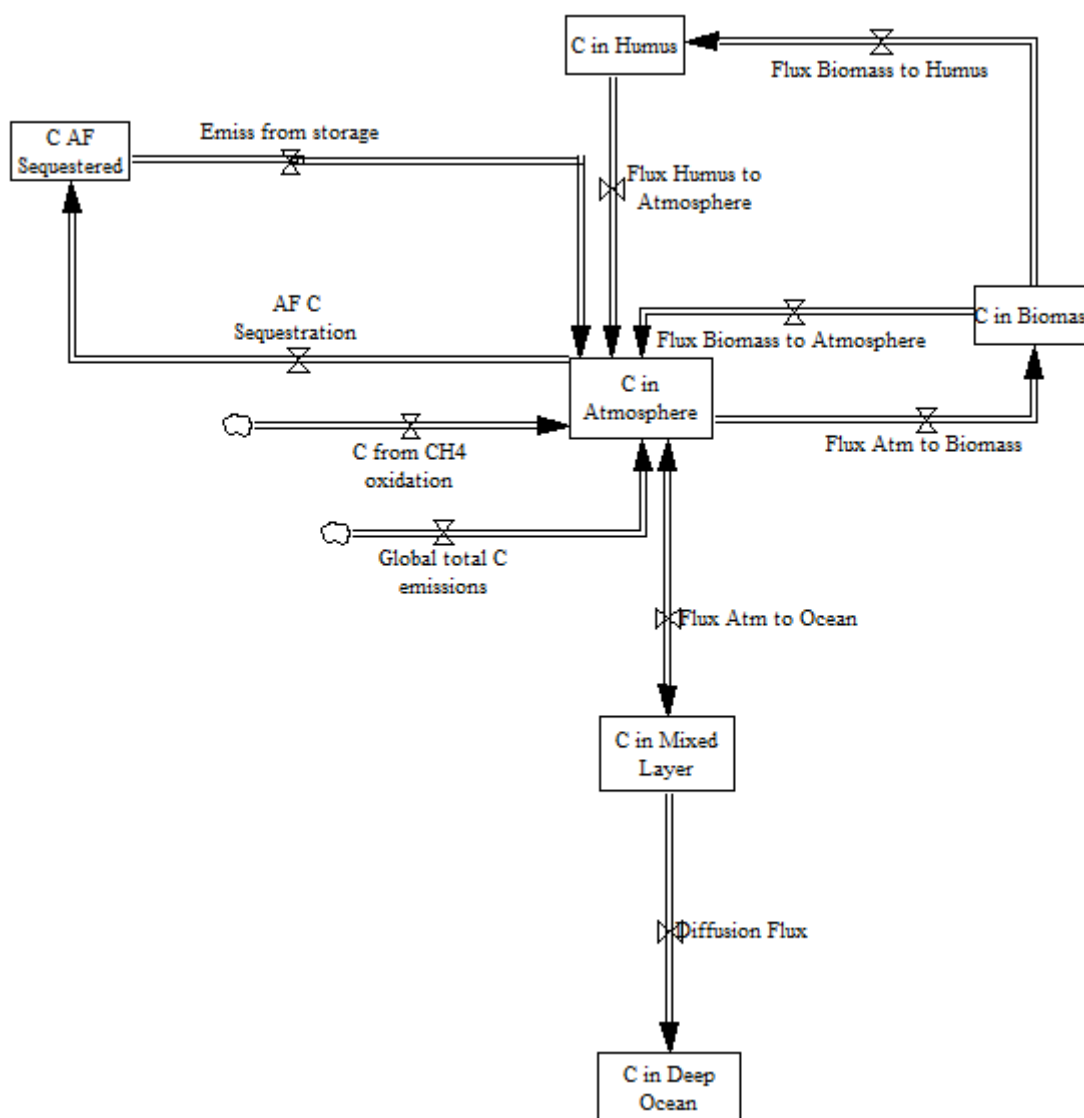 C in Humus
Flux Biomass to Humus
C AF
Sequestered
Emiss from storage
Flux Humus to
Atmosphere
AF C
Sequestration
C in Biomas
Flux Biomass to Atmosphere
C in
Atmosphere
Flux Atm to Biomass
C from CH4
oxidation
Global total C
emissions
Flux Atm to Ocean
C in Mixed
Layer
Diffusion Flux
C in Deep
Ocean